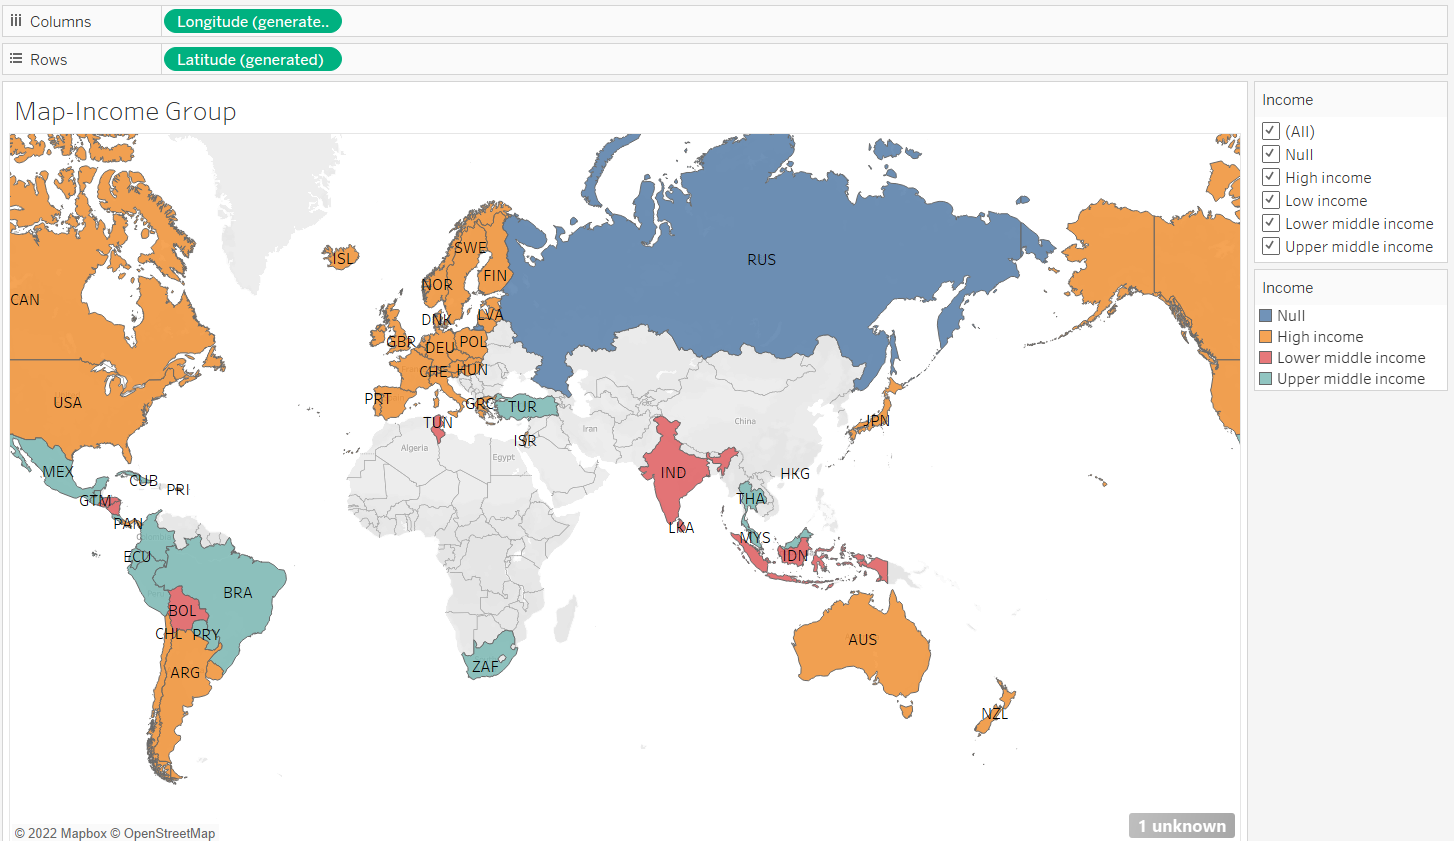 Columns
Longitude (generate..
Rows
Latitude (generated)
Map-Income Group
Income
(All)
Null
High income
Low income
Lower middle income
Upper middle income
Income
Null
High income
Lower middle income
Upper middle income
RUS
ISL
SWE
FIN
NOR
CAN
LVA
DNK
GBR
DEU
POL
CHE
HUN
USA
PRT
GRC
TUR
TUN
ISR
JPN
Iran
China
Algeria
Egypt
MEX
CUB
PRI
IND
HKG
GTM
THA
PAN
LKA
MYS
ECU
IDN
BRA
BOL
CHL
PRY
AUS
ZAF
ARG
NZL
1 unknown
© 2022 Mapbox © OpenStreetMap